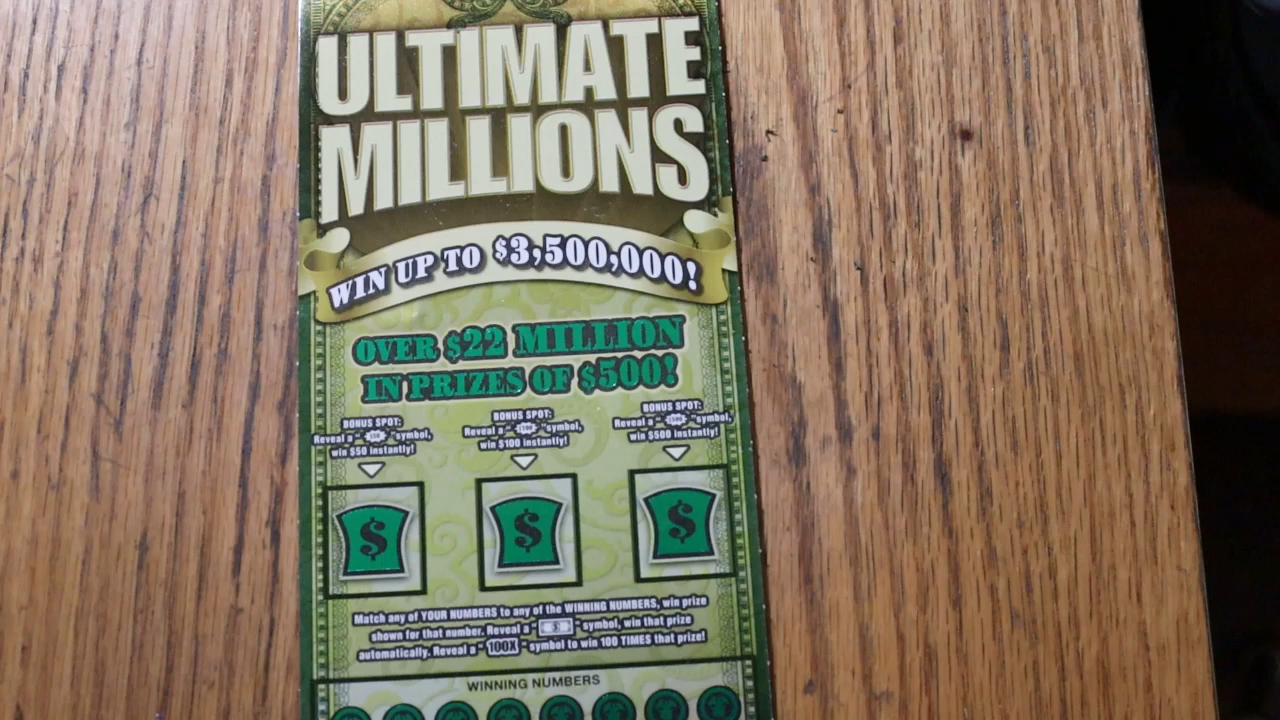 ULTIMATE
MILLIONS
WIN UP TO $3,500,000!
OVER $22 MILLION
IN PRIZES OF $500!
BONUS SPOT:
Reveal a " $50 " symbol,
win $50 instantly!
BONUS SPOT:
Reveal a " $100 " symbol,
win $100 instantly!
BONUS SPOT:
Reveal a " $500 " symbol,
win $500 instantly!
$
$
$
Match any of YOUR NUMBERS to any of the WINNING NUMBERS, win prize
shown for that number. Reveal a " $ " symbol, win that prize
automatically. Reveal a " 100X " symbol to win 100 TIMES that prize!
WINNING NUMBERS